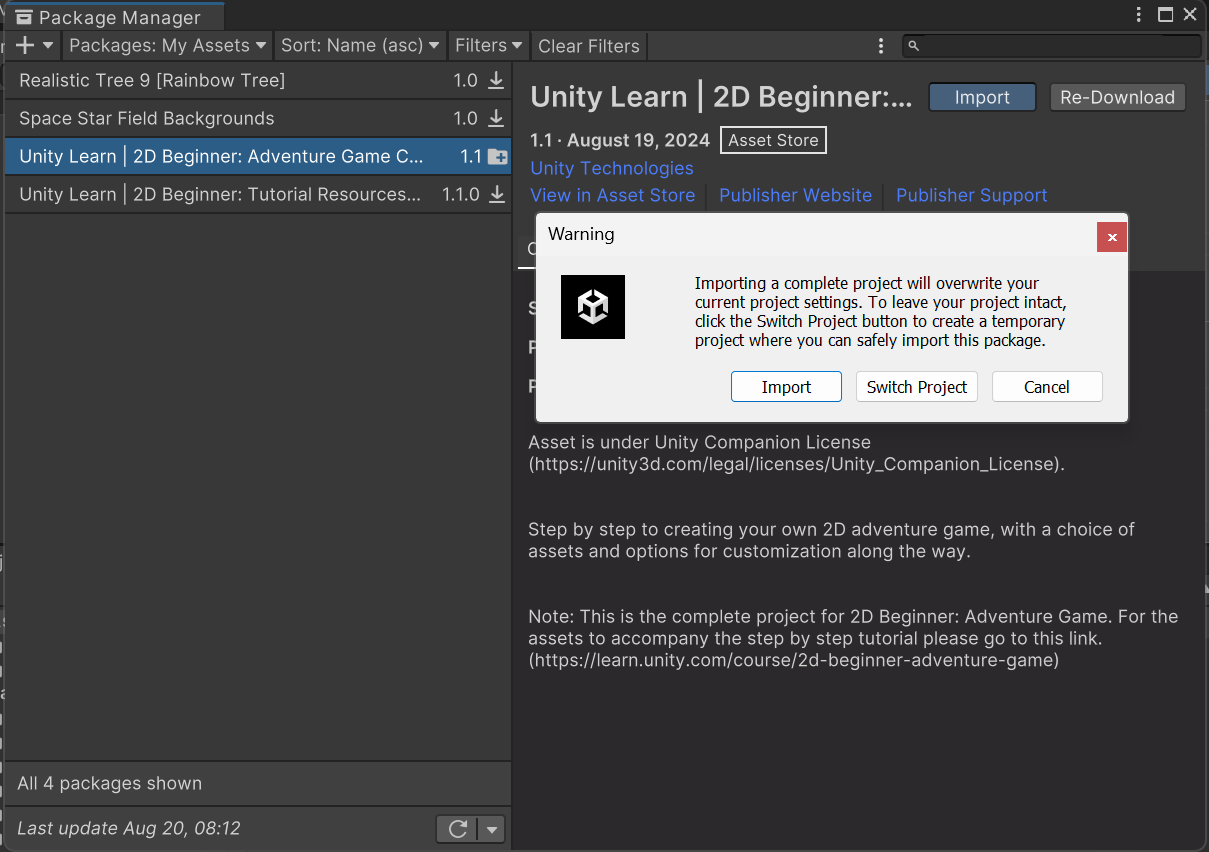 Package Manager
Packages: My Assets Sort: Name (asc) Filters Clear Filters
Realistic Tree 9 [Rainbow Tree] 1.0
Space Star Field Backgrounds 1.0
Unity Learn | 2D Beginner: Adventure Game C... 1.1
Unity Learn | 2D Beginner: Tutorial Resources... 1.1.0
All 4 packages shown
Last update Aug 20, 08:12
Unity Learn | 2D Beginner:... Import Re-Download
1.1 · August 19, 2024 Asset Store
Unity Technologies
View in Asset Store Publisher Website Publisher Support
Warning
Importing a complete project will overwrite your
current project settings. To leave your project intact,
click the Switch Project button to create a temporary
project where you can safely import this package.
Import Switch Project Cancel
Asset is under Unity Companion License
(https://unity3d.com/legal/licenses/Unity_Companion_License).
Step by step to creating your own 2D adventure game, with a choice of
assets and options for customization along the way.
Note: This is the complete project for 2D Beginner: Adventure Game. For the
assets to accompany the step by step tutorial please go to this link.
(https://learn.unity.com/course/2d-beginner-adventure-game)